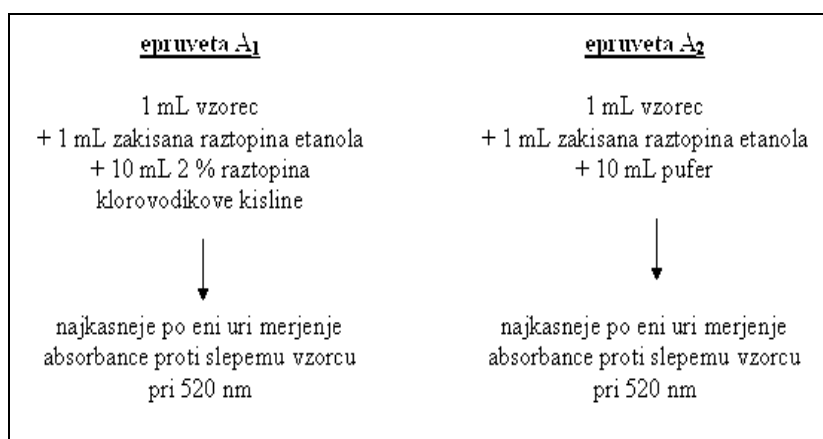 epruveta A1
1 mL vzorec
+ 1 mL zakisana raztopina etanola
+ 10 mL 2 % raztopina
klorovodikove kisline
najkasneje po eni uri merjenje
absorbance proti slepemu vzorcu
pri 520 nm
epruveta A2
1 mL vzorec
+ 1 mL zakisana raztopina etanola
+ 10 mL pufer
najkasneje po eni uri merjenje
absorbance proti slepemu vzorcu
pri 520 nm